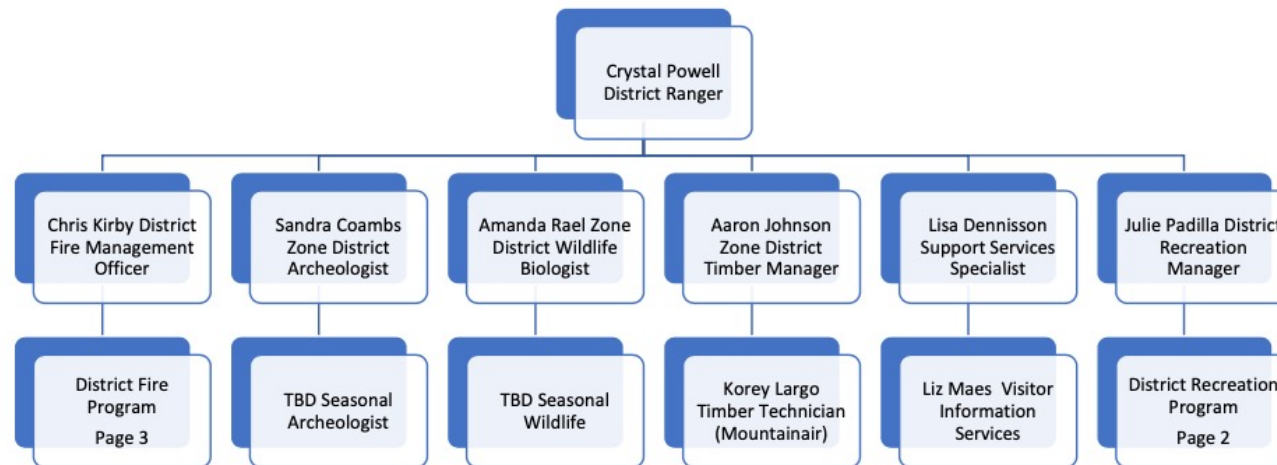 Crystal Powell
District Ranger
Chris Kirby District
Fire Management
Officer
Sandra Coambs
Zone District
Archeologist
Amanda Rael Zone
District Wildlife
Biologist
Aaron Johnson
Zone District
Timber Manager
Lisa Dennisson
Support Services
Specialist
Julie Padilla District
Recreation
Manager
District Fire
Program
Page 3
TBD Seasonal
Archeologist
TBD Seasonal
Wildlife
Korey Largo
Timber Technician
(Mountainair)
Liz Maes Visitor
Information
Services
District Recreation
Program
Page 2